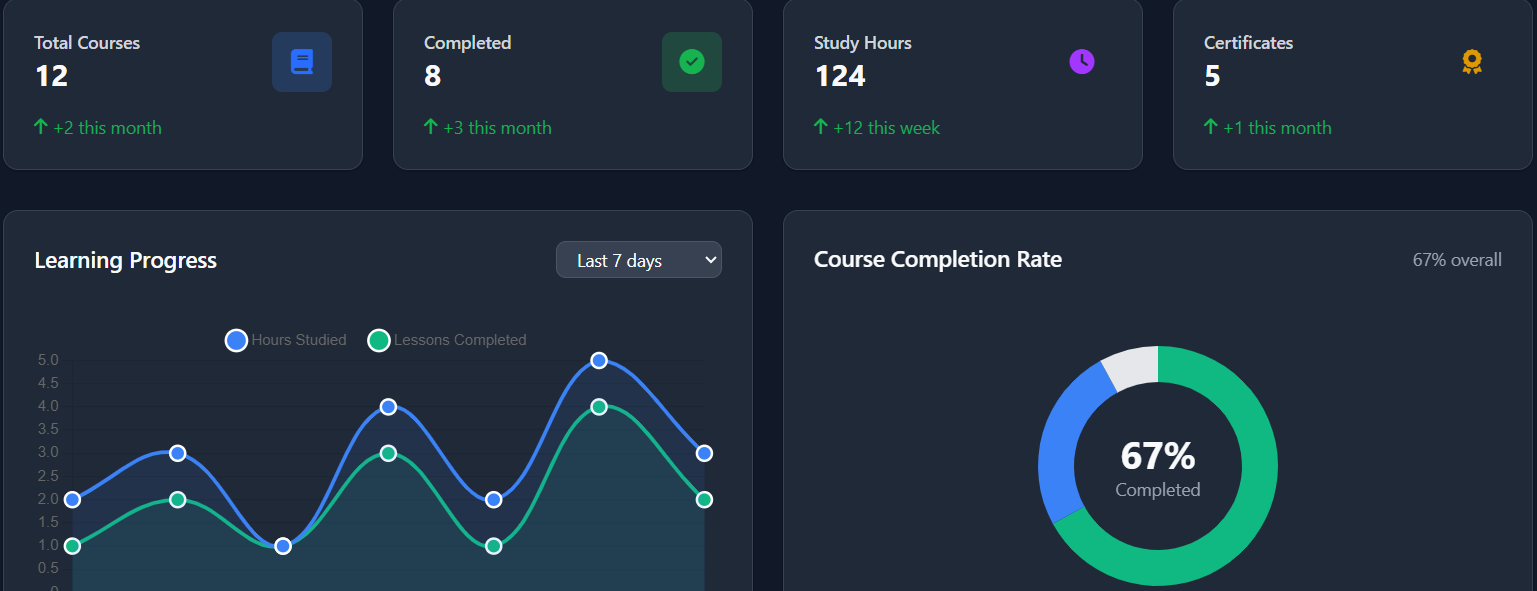 Total Courses
12
+2 this month
Completed
8
+3 this month
Study Hours
124
+12 this week
Certificates
5
+1 this month
Learning Progress
Last 7 days
Hours Studied
Lessons Completed
5.0
4.5
4.0
3.5
3.0
2.5
2.0
1.5
1.0
0.5
Course Completion Rate
67% overall
67%
Completed